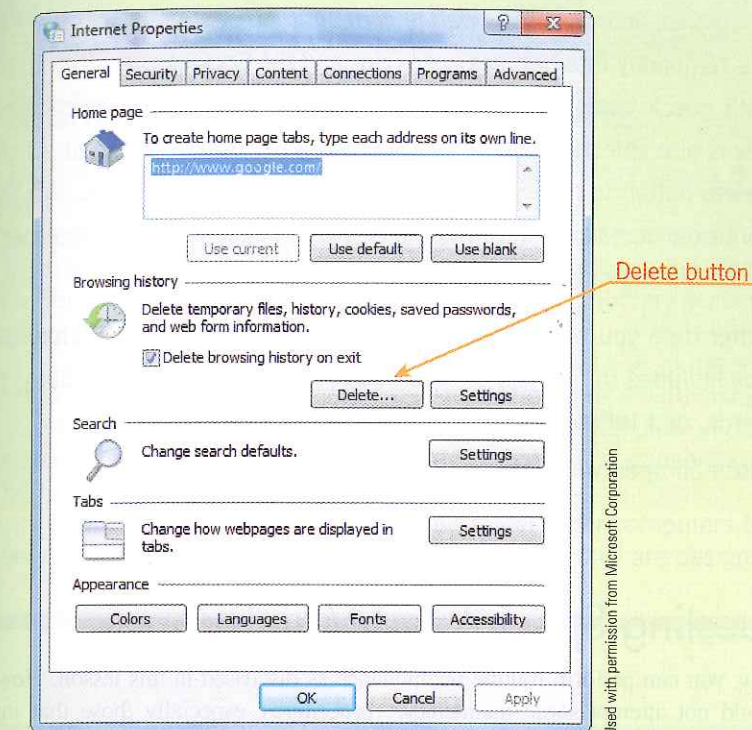 Internet Properties
General Security Privacy Content Connections Programs Advanced
Home page
To create home page tabs, type each address on its own line.
http://www.google.com/
Use current Use default Use blank
Browsing history
Delete button
Delete temporary files, history, cookies, saved passwords,
and web form information.
Delete browsing history on exit
Delete... Settings
Search
Change search defaults.
Settings
Tabs
Change how webpages are displayed in
tabs.
Settings
Appearance
Colors Languages Fonts Accessibility
OK Cancel Apply
Used with permission from Microsoft Corporation